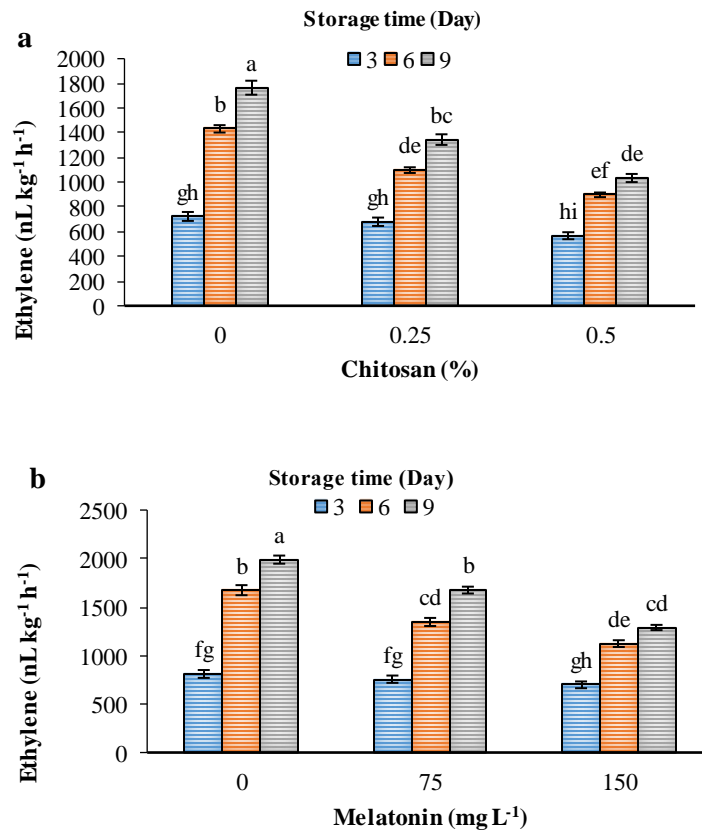 a
Storage time (Day)
3 6 9
Ethylene (nL kg⁻¹ h⁻¹)
2000
1800
1600
1400
1200
1000
800
600
400
200
0
gh b a
gh de bc
hi ef de
0 0.25 0.5
Chitosan (%)
b
Storage time (Day)
3 6 9
Ethylene (nL kg⁻¹ h⁻¹)
2500
2000
1500
1000
500
0
fg b a
fg cd b
gh de cd
0 75 150
Melatonin (mg L⁻¹)